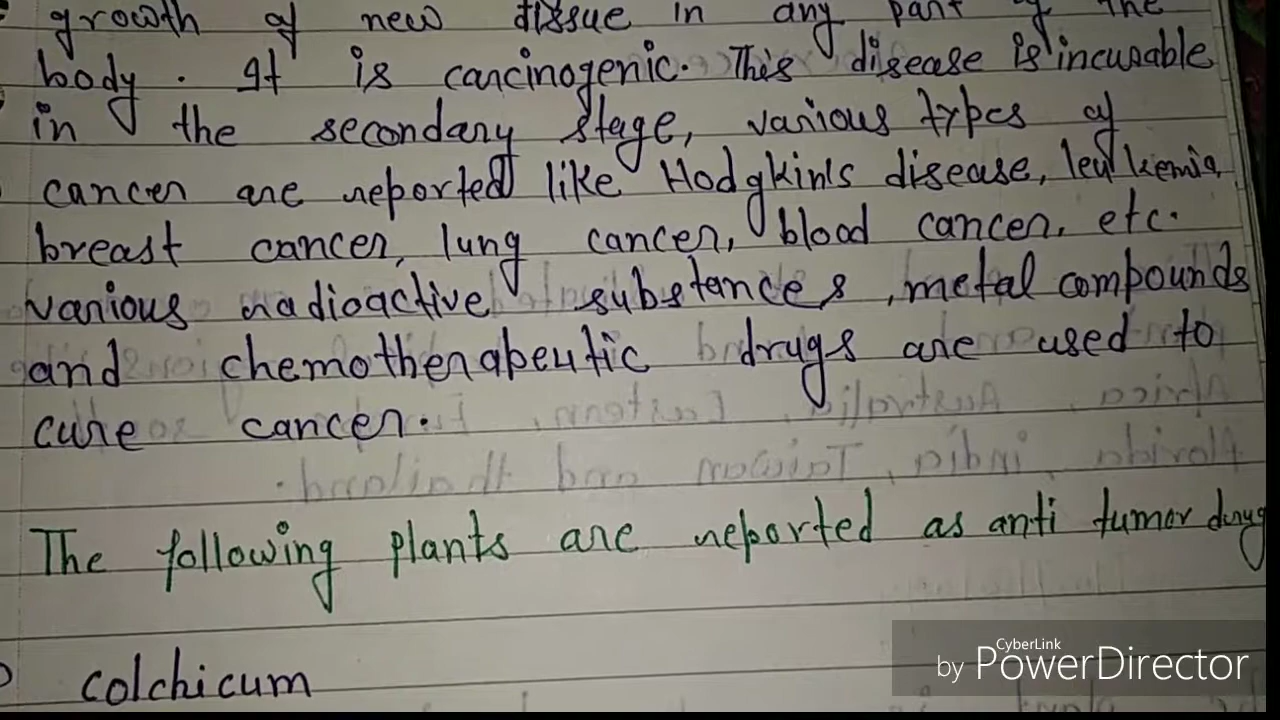 growth of new tissue in any part of the
body. It is carcinogenic. This disease is incurable
in the secondary stage, various types of
cancer are reported like Hodgkin's disease, leukemia
breast cancer, lung cancer, blood cancer, etc.
various radioactive substances, metal compounds
and chemotherapeutic drugs are used to
cure cancer.
The following plants are reported as anti tumor drug
colchicum
CyberLink
by PowerDirector